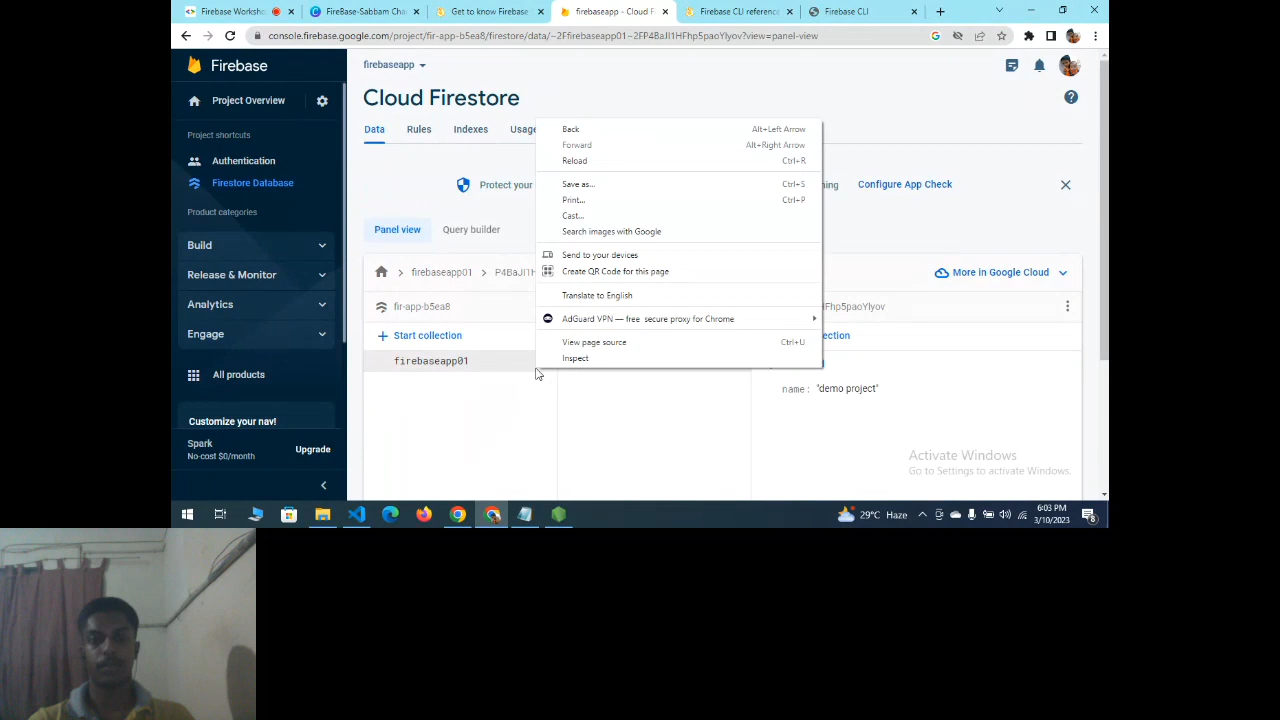 Firebase Worksho
FireBase-Sabbam Cha
Get to know Firebase
firebaseapp - Cloud F
Firebase CLI reference
Firebase CLI
console.firebase.google.com/project/fir-app-b5ea8/firestore/data/~2Ffirebaseapp01~2FP4BaJI1HFhp5paoYlyov?view=panel-view
Firebase
Project Overview
Project shortcuts
Authentication
Firestore Database
Product categories
Build
Release & Monitor
Analytics
Engage
All products
Customize your nav!
Spark
No-cost $0/month
Upgrade
firebaseapp
Cloud Firestore
Data
Rules
Indexes
Usage
Protect your
Configure App Check
Panel view
Query builder
firebaseapp01
More in Google Cloud
fir-app-b5ea8
Fhp5paoYlyov
Start collection
firebaseapp01
name: "demo project"
Back Alt+Left Arrow
Forward Alt+Right Arrow
Reload Ctrl+R
Save as... Ctrl+S
Print... Ctrl+P
Cast...
Search images with Google
Send to your devices
Create QR Code for this page
Translate to English
AdGuard VPN — free secure proxy for Chrome
View page source Ctrl+U
Inspect
Activate Windows
Go to Settings to activate Windows.
29°C Haze
6:03 PM
3/10/2023
8